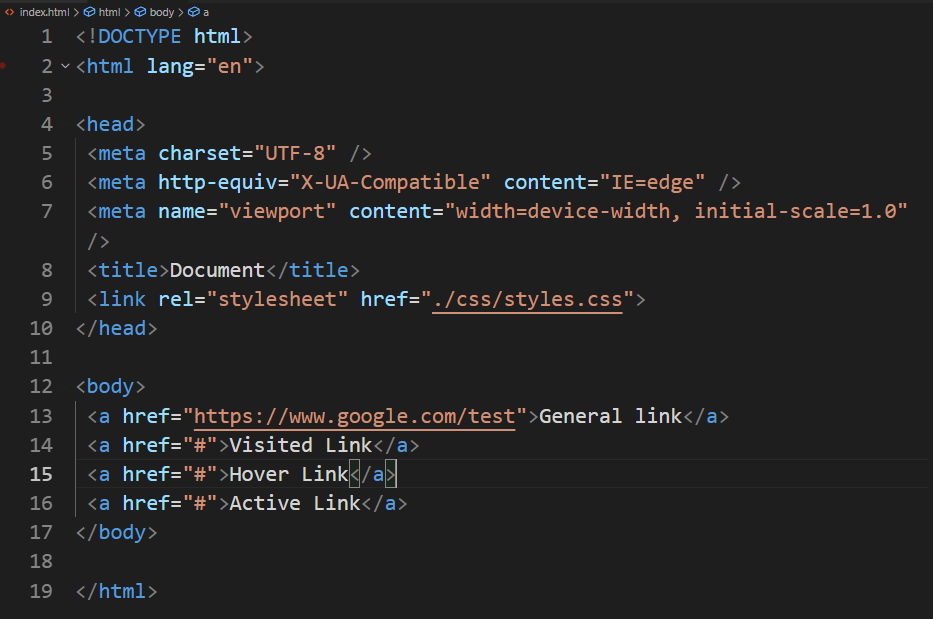 index.html > html > body > a
1 <!DOCTYPE html>
2 <html lang="en">
3
4 <head>
5 <meta charset="UTF-8" />
6 <meta http-equiv="X-UA-Compatible" content="IE=edge" />
7 <meta name="viewport" content="width=device-width, initial-scale=1.0"
/>
8 <title>Document</title>
9 <link rel="stylesheet" href="./css/styles.css">
10 </head>
11
12 <body>
13 <a href="https://www.google.com/test">General link</a>
14 <a href="#">Visited Link</a>
15 <a href="#">Hover Link</a>
16 <a href="#">Active Link</a>
17 </body>
18
19 </html>